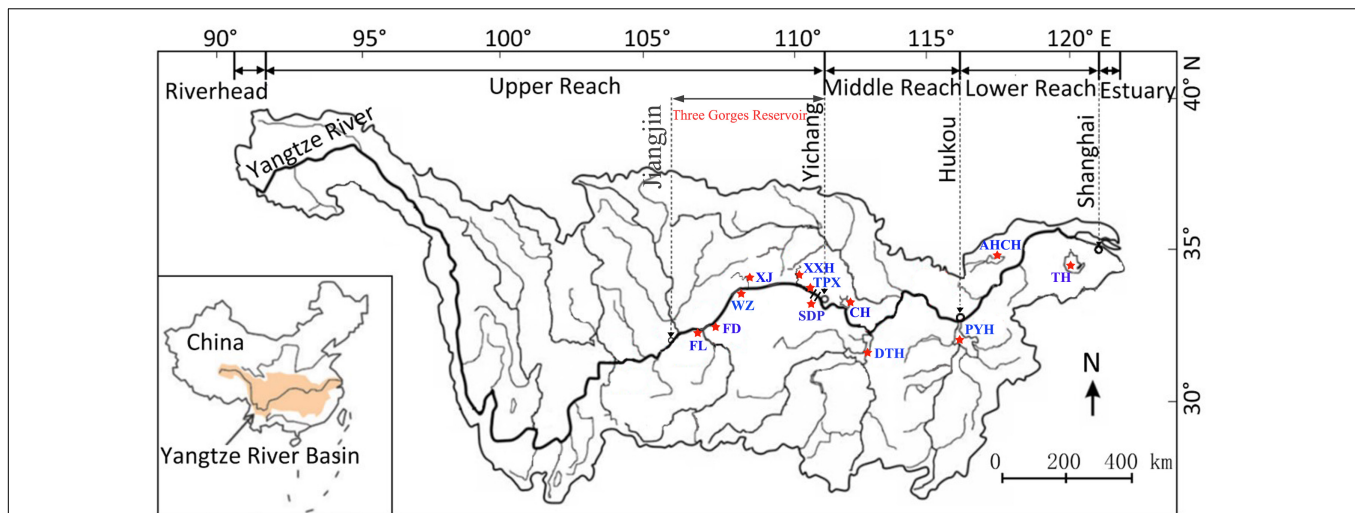 90° 95° 100° 105° 110° 115° 120° E
Riverhead Upper Reach Middle Reach Lower Reach Estuary
40° N
Three Gorges Reservoir
Jiangjin
Yichang
Hukou
Shanghai
Yangtze River
35°
AHCH
TH
XJ
XXH
TPX
WZ
SDP
CH
FL
FD
PYH
DTH
N
30°
0 400 km
China
Yangtze River Basin